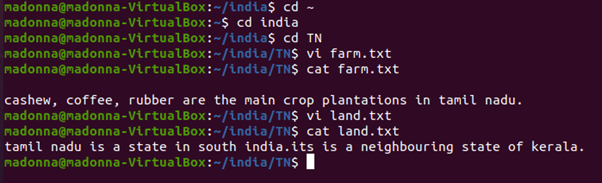 madonna@madonna-VirtualBox:~/india$ cd ~
madonna@madonna-VirtualBox:~$ cd india
madonna@madonna-VirtualBox:~/india$ cd TN
madonna@madonna-VirtualBox:~/india/TN$ vi farm.txt
madonna@madonna-VirtualBox:~/india/TN$ cat farm.txt

cashew, coffee, rubber are the main crop plantations in tamil nadu.
madonna@madonna-VirtualBox:~/india/TN$ vi land.txt
madonna@madonna-VirtualBox:~/india/TN$ cat land.txt
tamil nadu is a state in south india.its is a neighbouring state of kerala.
madonna@madonna-VirtualBox:~/india/TN$